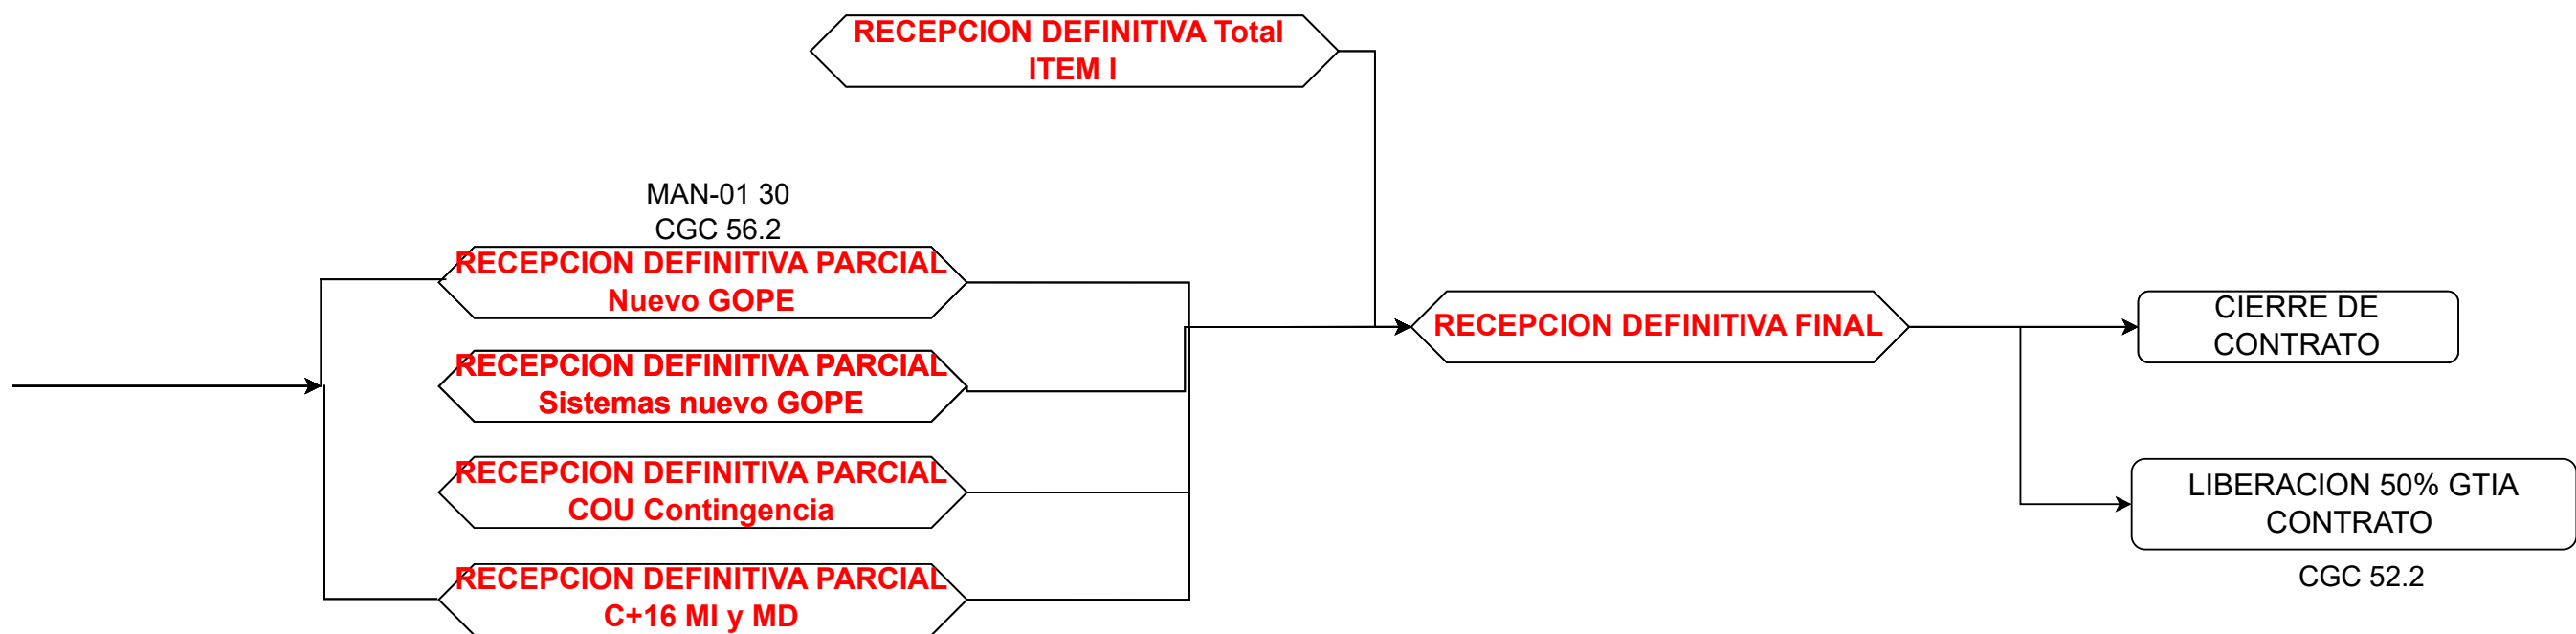 RECEPCION DEFINITIVA Total
ITEM I
MAN-01 30
CGC 56.2
RECEPCION DEFINITIVA PARCIAL
Nuevo GOPE
RECEPCION DEFINITIVA PARCIAL
Sistemas nuevo GOPE
RECEPCION DEFINITIVA PARCIAL
COU Contingencia
RECEPCION DEFINITIVA PARCIAL
C+16 MI y MD
RECEPCION DEFINITIVA FINAL
CIERRE DE
CONTRATO
LIBERACION 50% GTIA
CONTRATO
CGC 52.2